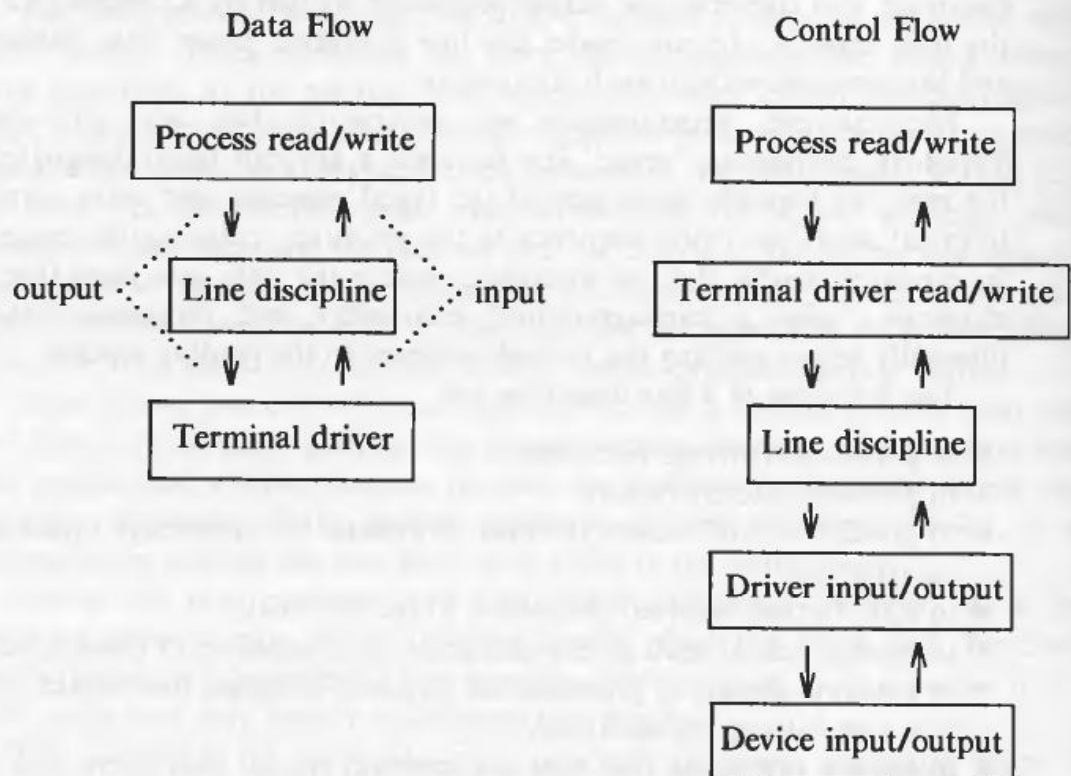 Data Flow
Process read/write
output
Line discipline
input
Terminal driver
Control Flow
Process read/write
Terminal driver read/write
Line discipline
Driver input/output
Device input/output